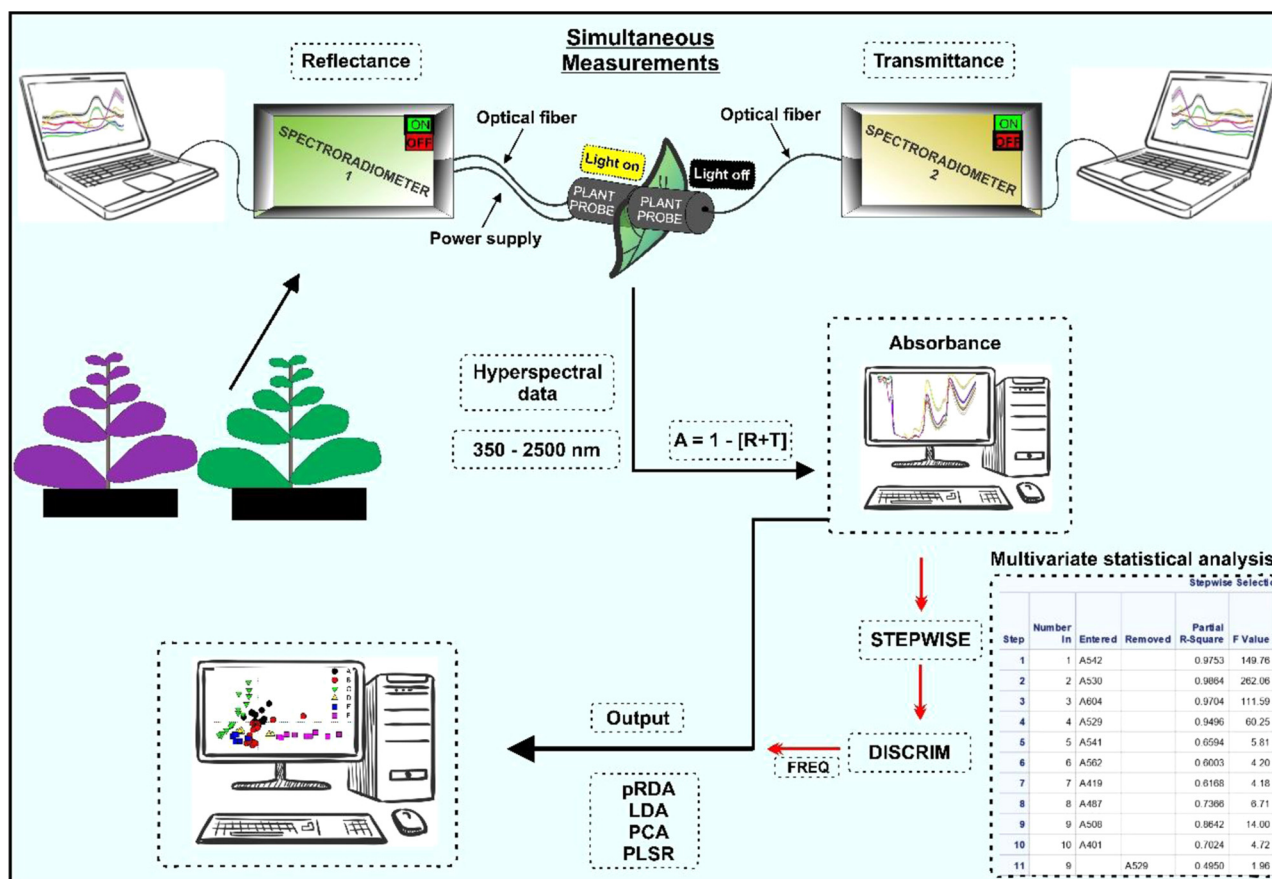 Simultaneous
Measurements
Reflectance
Transmittance
SPECTRORADIOMETER
1
ON
OFF
Optical fiber
Power supply
Light on
Light off
PLANT
PROBE
PLANT
PROBE
Optical fiber
SPECTRORADIOMETER
2
ON
OFF
Hyperspectral
data
350 - 2500 nm
A = 1 - [R+T]
Absorbance
Multivariate statistical analysis
STEPWISE
DISCRIM
FREQ
Output
pRDA
LDA
PCA
PLSR
A
B
C
D
E
F
Stepwise Selectio
Step Number In Entered Removed Partial R-Square F Value
1 1 A542 0.9753 149.76
2 2 A530 0.9864 262.06
3 3 A604 0.9704 111.59
4 4 A529 0.9496 60.25
5 5 A541 0.6594 5.81
6 6 A562 0.6003 4.20
7 7 A419 0.6168 4.18
8 8 A487 0.7366 6.71
9 9 A508 0.8642 14.00
10 10 A401 0.7024 4.72
11 9 A529 0.4950 1.96